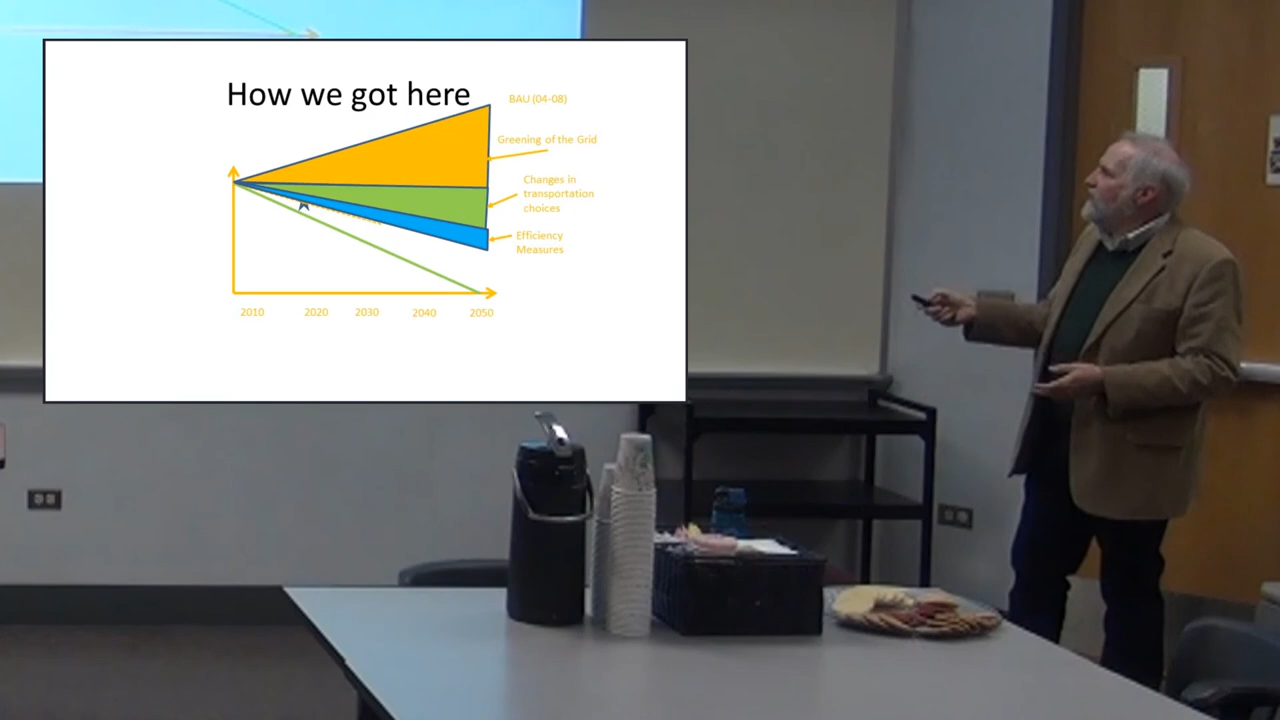 How we got here
BAU (04-08)
Greening of the Grid
Changes in
transportation
choices
Efficiency
Measures
2010 2020 2030 2040 2050